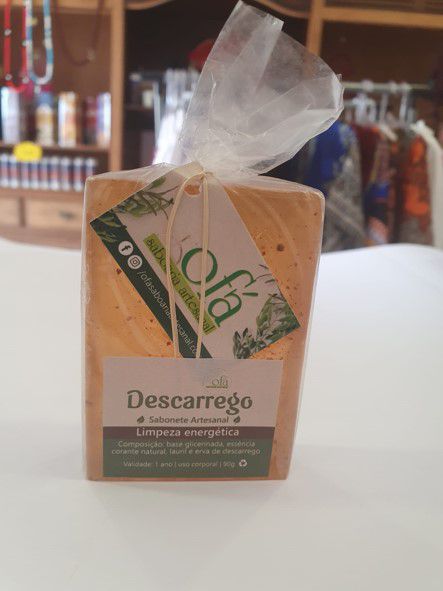 ofá
saboaria artesanal
ofá
Descarrego
Sabonete Artesanal
Limpeza energética
Composição: base glicerinada, essência
corante natural, lauril e erva de descarrego
Validade: 1 ano | uso corporal | 90g